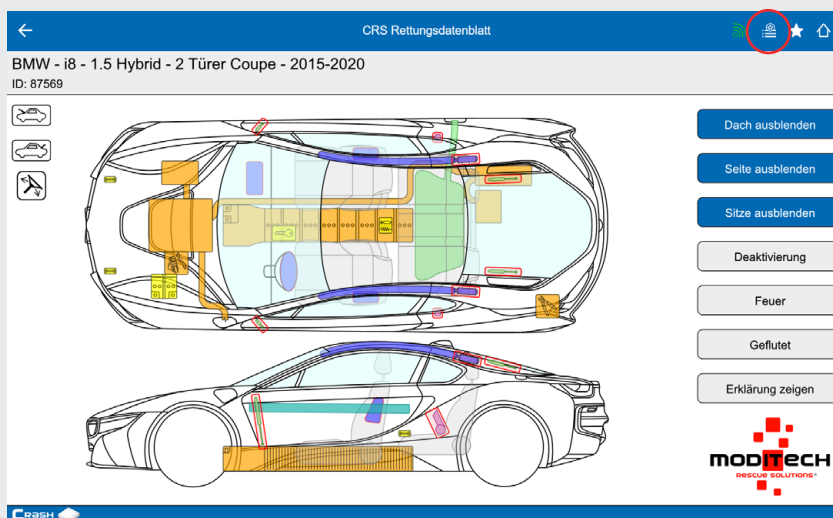 CRS Rettungsdatenblatt
BMW - i8 - 1.5 Hybrid - 2 Türer Coupe - 2015-2020
ID: 87569
Dach ausblenden
Seite ausblenden
Sitze ausblenden
Deaktivierung
Feuer
Geflutet
Erklärung zeigen
MODITECH
RESCUE SOLUTIONS
CRASH